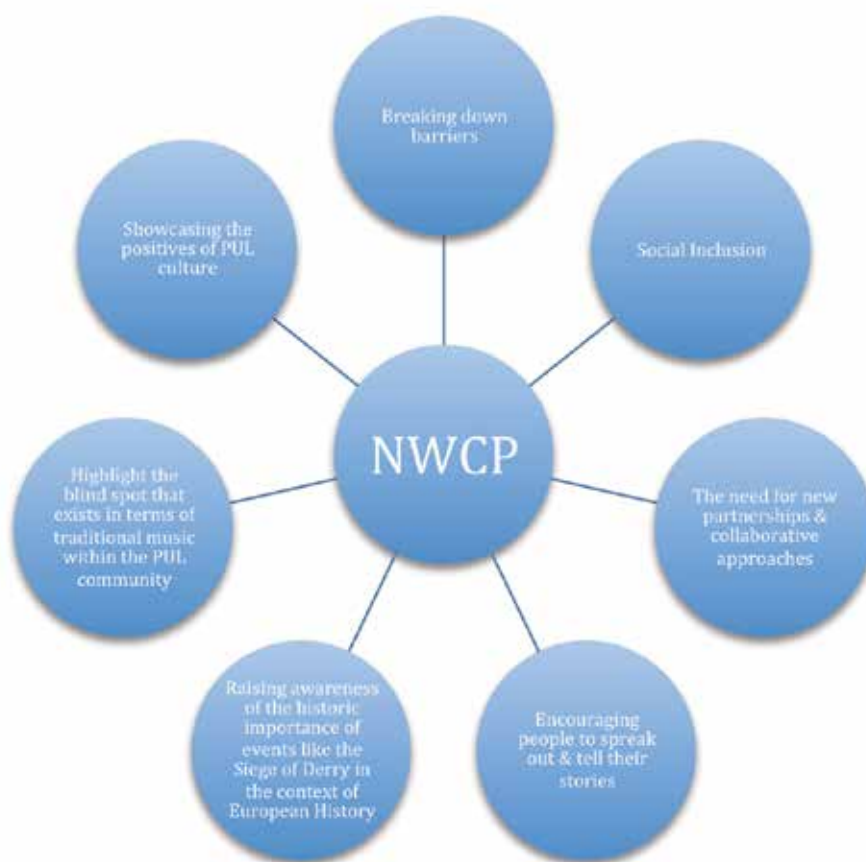 Breaking down
barriers
Social Inclusion
The need for new
partnerships &
collaborative
approaches
Encouraging
people to spreak
out & tell their
stories
Raising awareness
of the historic
importance of
events like the
Siege of Derry in
the context of
European History
Highlight the
blind spot that
exists in terms of
traditional music
within the PUL
community
Showcasing the
positives of PUL
culture
NWCP